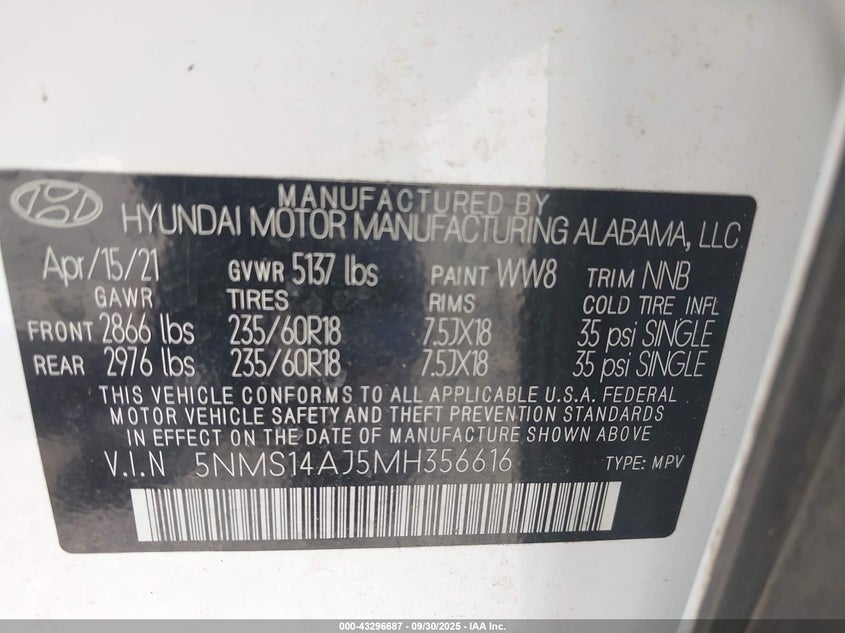 MANUFACTURED BY
HYUNDAI MOTOR MANUFACTURING ALABAMA, LLC
Apr/15/21 GVWR 5137 lbs PAINT WW8 TRIM NNB
GAWR TIRES RIMS COLD TIRE INFL
FRONT 2866 lbs 235/60R18 7.5JX18 35 psi SINGLE
REAR 2976 lbs 235/60R18 7.5JX18 35 psi SINGLE
THIS VEHICLE CONFORMS TO ALL APPLICABLE U.S.A. FEDERAL
MOTOR VEHICLE SAFETY AND THEFT PREVENTION STANDARDS
IN EFFECT ON THE DATE OF MANUFACTURE SHOWN ABOVE
V.I.N 5NMS14AJ5MH356616 TYPE: MPV
000-43296687 - 09/30/2025 - IAA Inc.